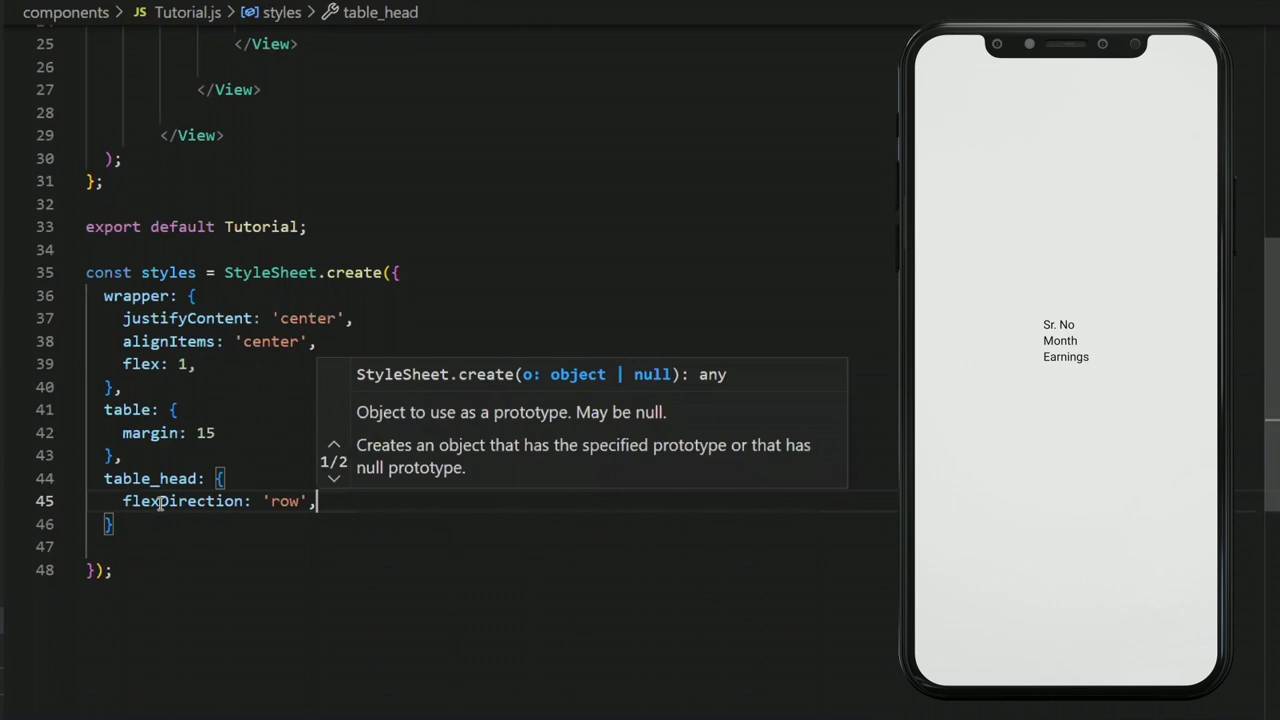 components > JS Tutorial.js > styles > table_head
25 </View>
26
27 </View>
28
29 </View>
30 );
31 };
32
33 export default Tutorial;
34
35 const styles = StyleSheet.create({
36 wrapper: {
37 justifyContent: 'center',
38 alignItems: 'center',
39 flex: 1,
40 },
41 table: {
42 margin: 15
43 },
44 table_head: {
45 flexDirection: 'row',
46 }
47
48 });
StyleSheet.create(o: object | null): any
Object to use as a prototype. May be null.
1/2
Creates an object that has the specified prototype or that has
null prototype.
Sr. No
Month
Earnings